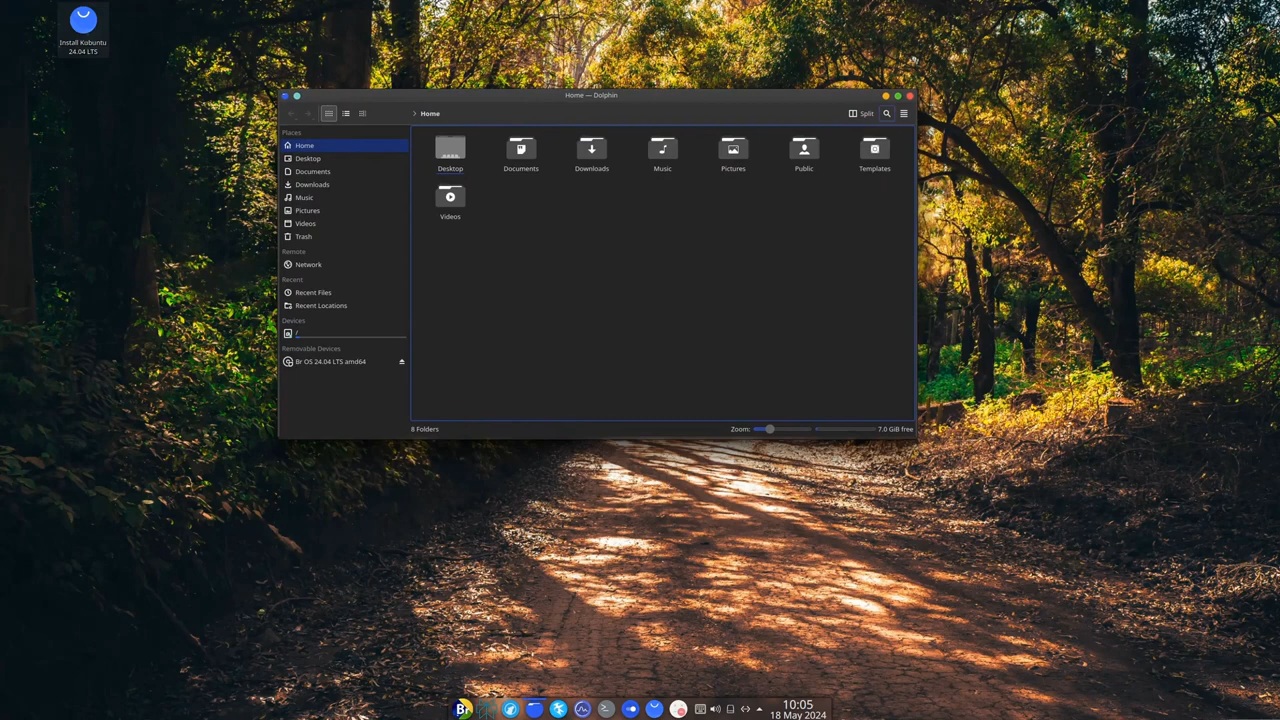 Install Kobuntu
24.04 LTS
Home — Dolphin
Home
Split
Places
Home
Desktop
Documents
Downloads
Music
Pictures
Videos
Trash
Remote
Network
Recent
Recent Files
Recent Locations
Devices
/
Removable Devices
Br OS 24.04 LTS amd64
Desktop
Documents
Downloads
Music
Pictures
Public
Templates
Videos
8 Folders
Zoom:
7.0 GiB free
Br
10:05
18 May 2024